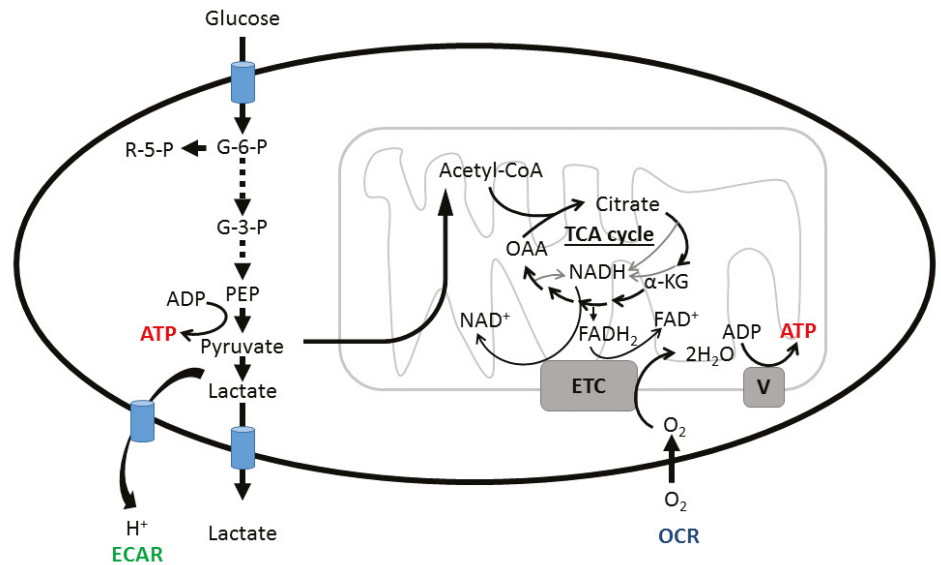 Glucose
R-5-P
G-6-P
G-3-P
ADP
PEP
ATP
Pyruvate
Lactate
H⁺
ECAR
Lactate
Acetyl-CoA
Citrate
OAA
TCA cycle
NADH
α-KG
NAD⁺
FADH₂
FAD⁺
2H₂O
ADP
ATP
ETC
V
O₂
O₂
OCR